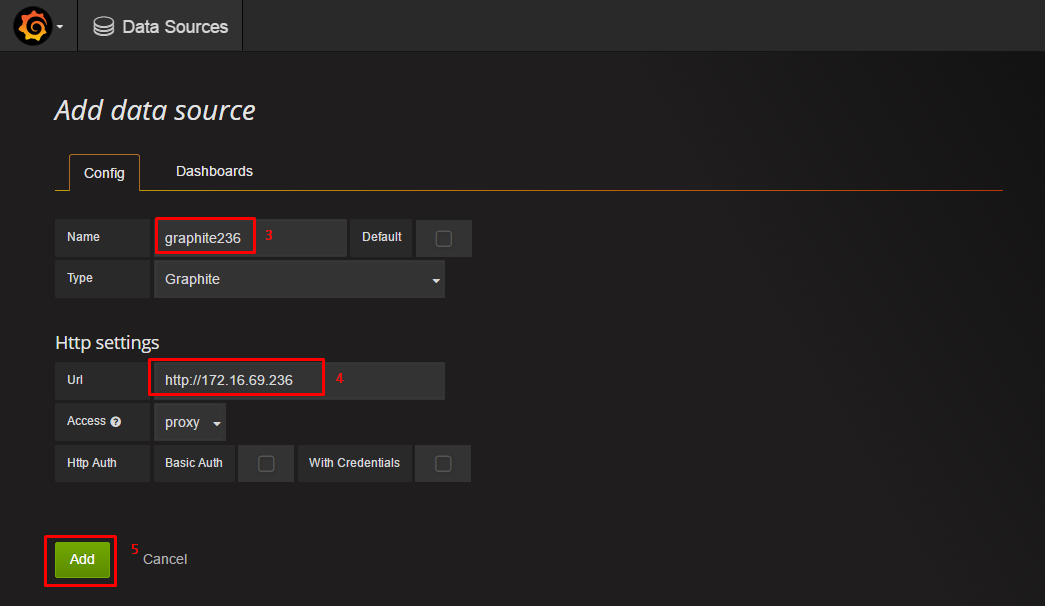 Data Sources
Add data source
Config Dashboards
Name graphite236 3 Default
Type Graphite
Http settings
Url http://172.16.69.236 4
Access ? proxy
Http Auth Basic Auth With Credentials
Add 5 Cancel